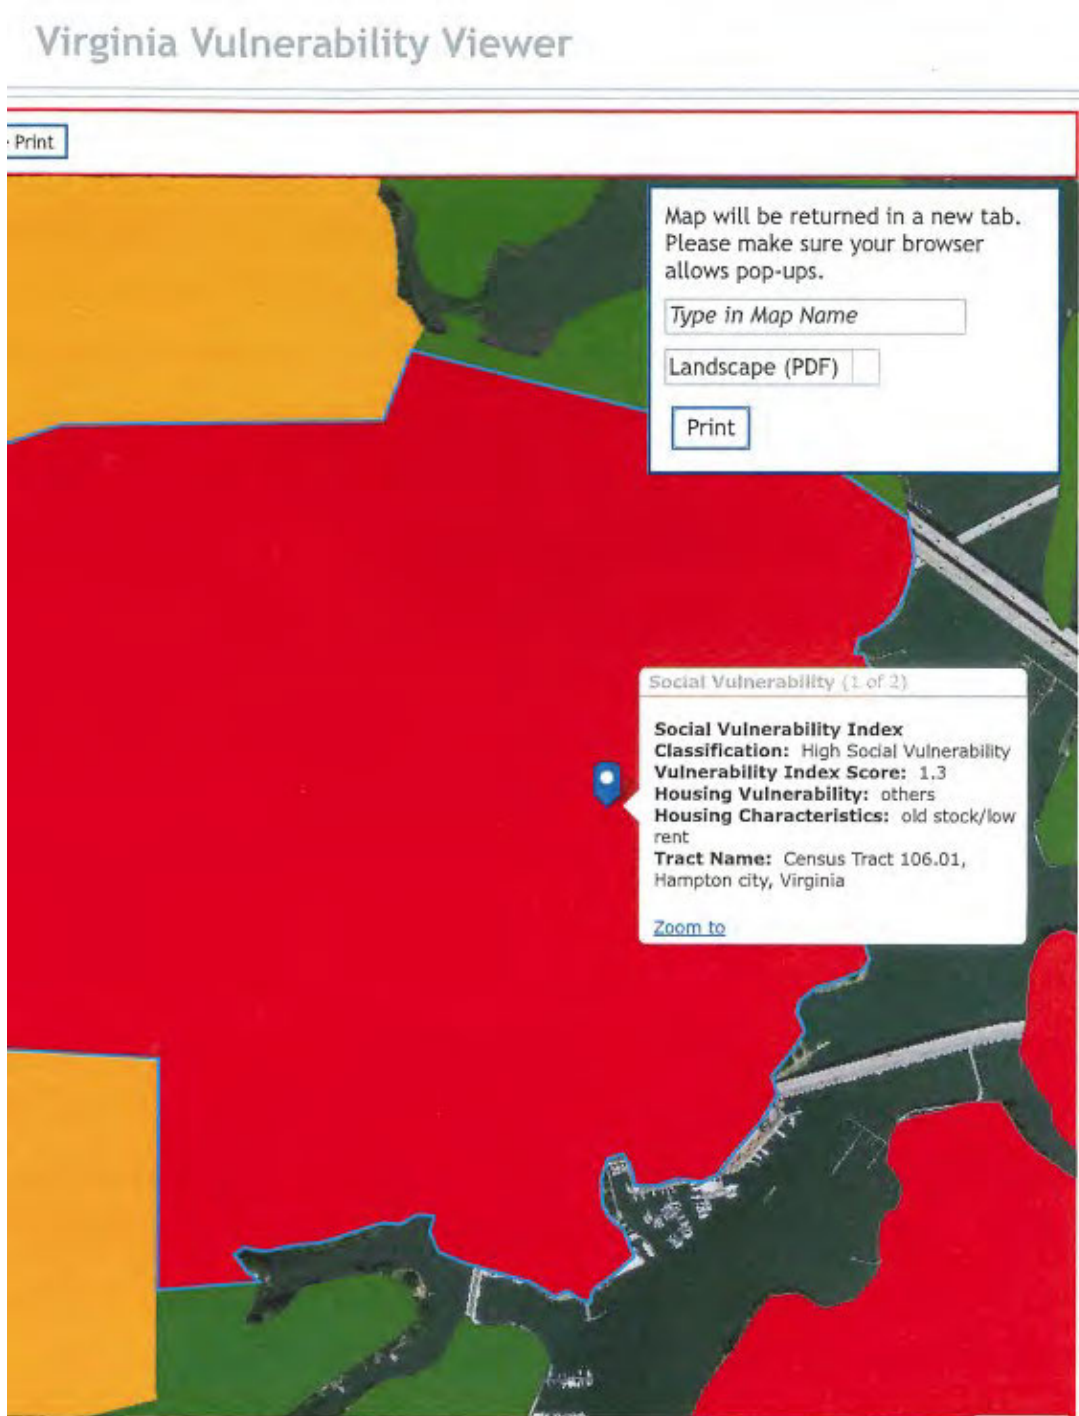 Virginia Vulnerability Viewer
Print
Map will be returned in a new tab.
Please make sure your browser
allows pop-ups.
Type in Map Name
Landscape (PDF)
Print
Social Vulnerability (1 of 2)
Social Vulnerability Index
Classification: High Social Vulnerability
Vulnerability Index Score: 1.3
Housing Vulnerability: others
Housing Characteristics: old stock/low
rent
Tract Name: Census Tract 106.01,
Hampton city, Virginia
Zoom to